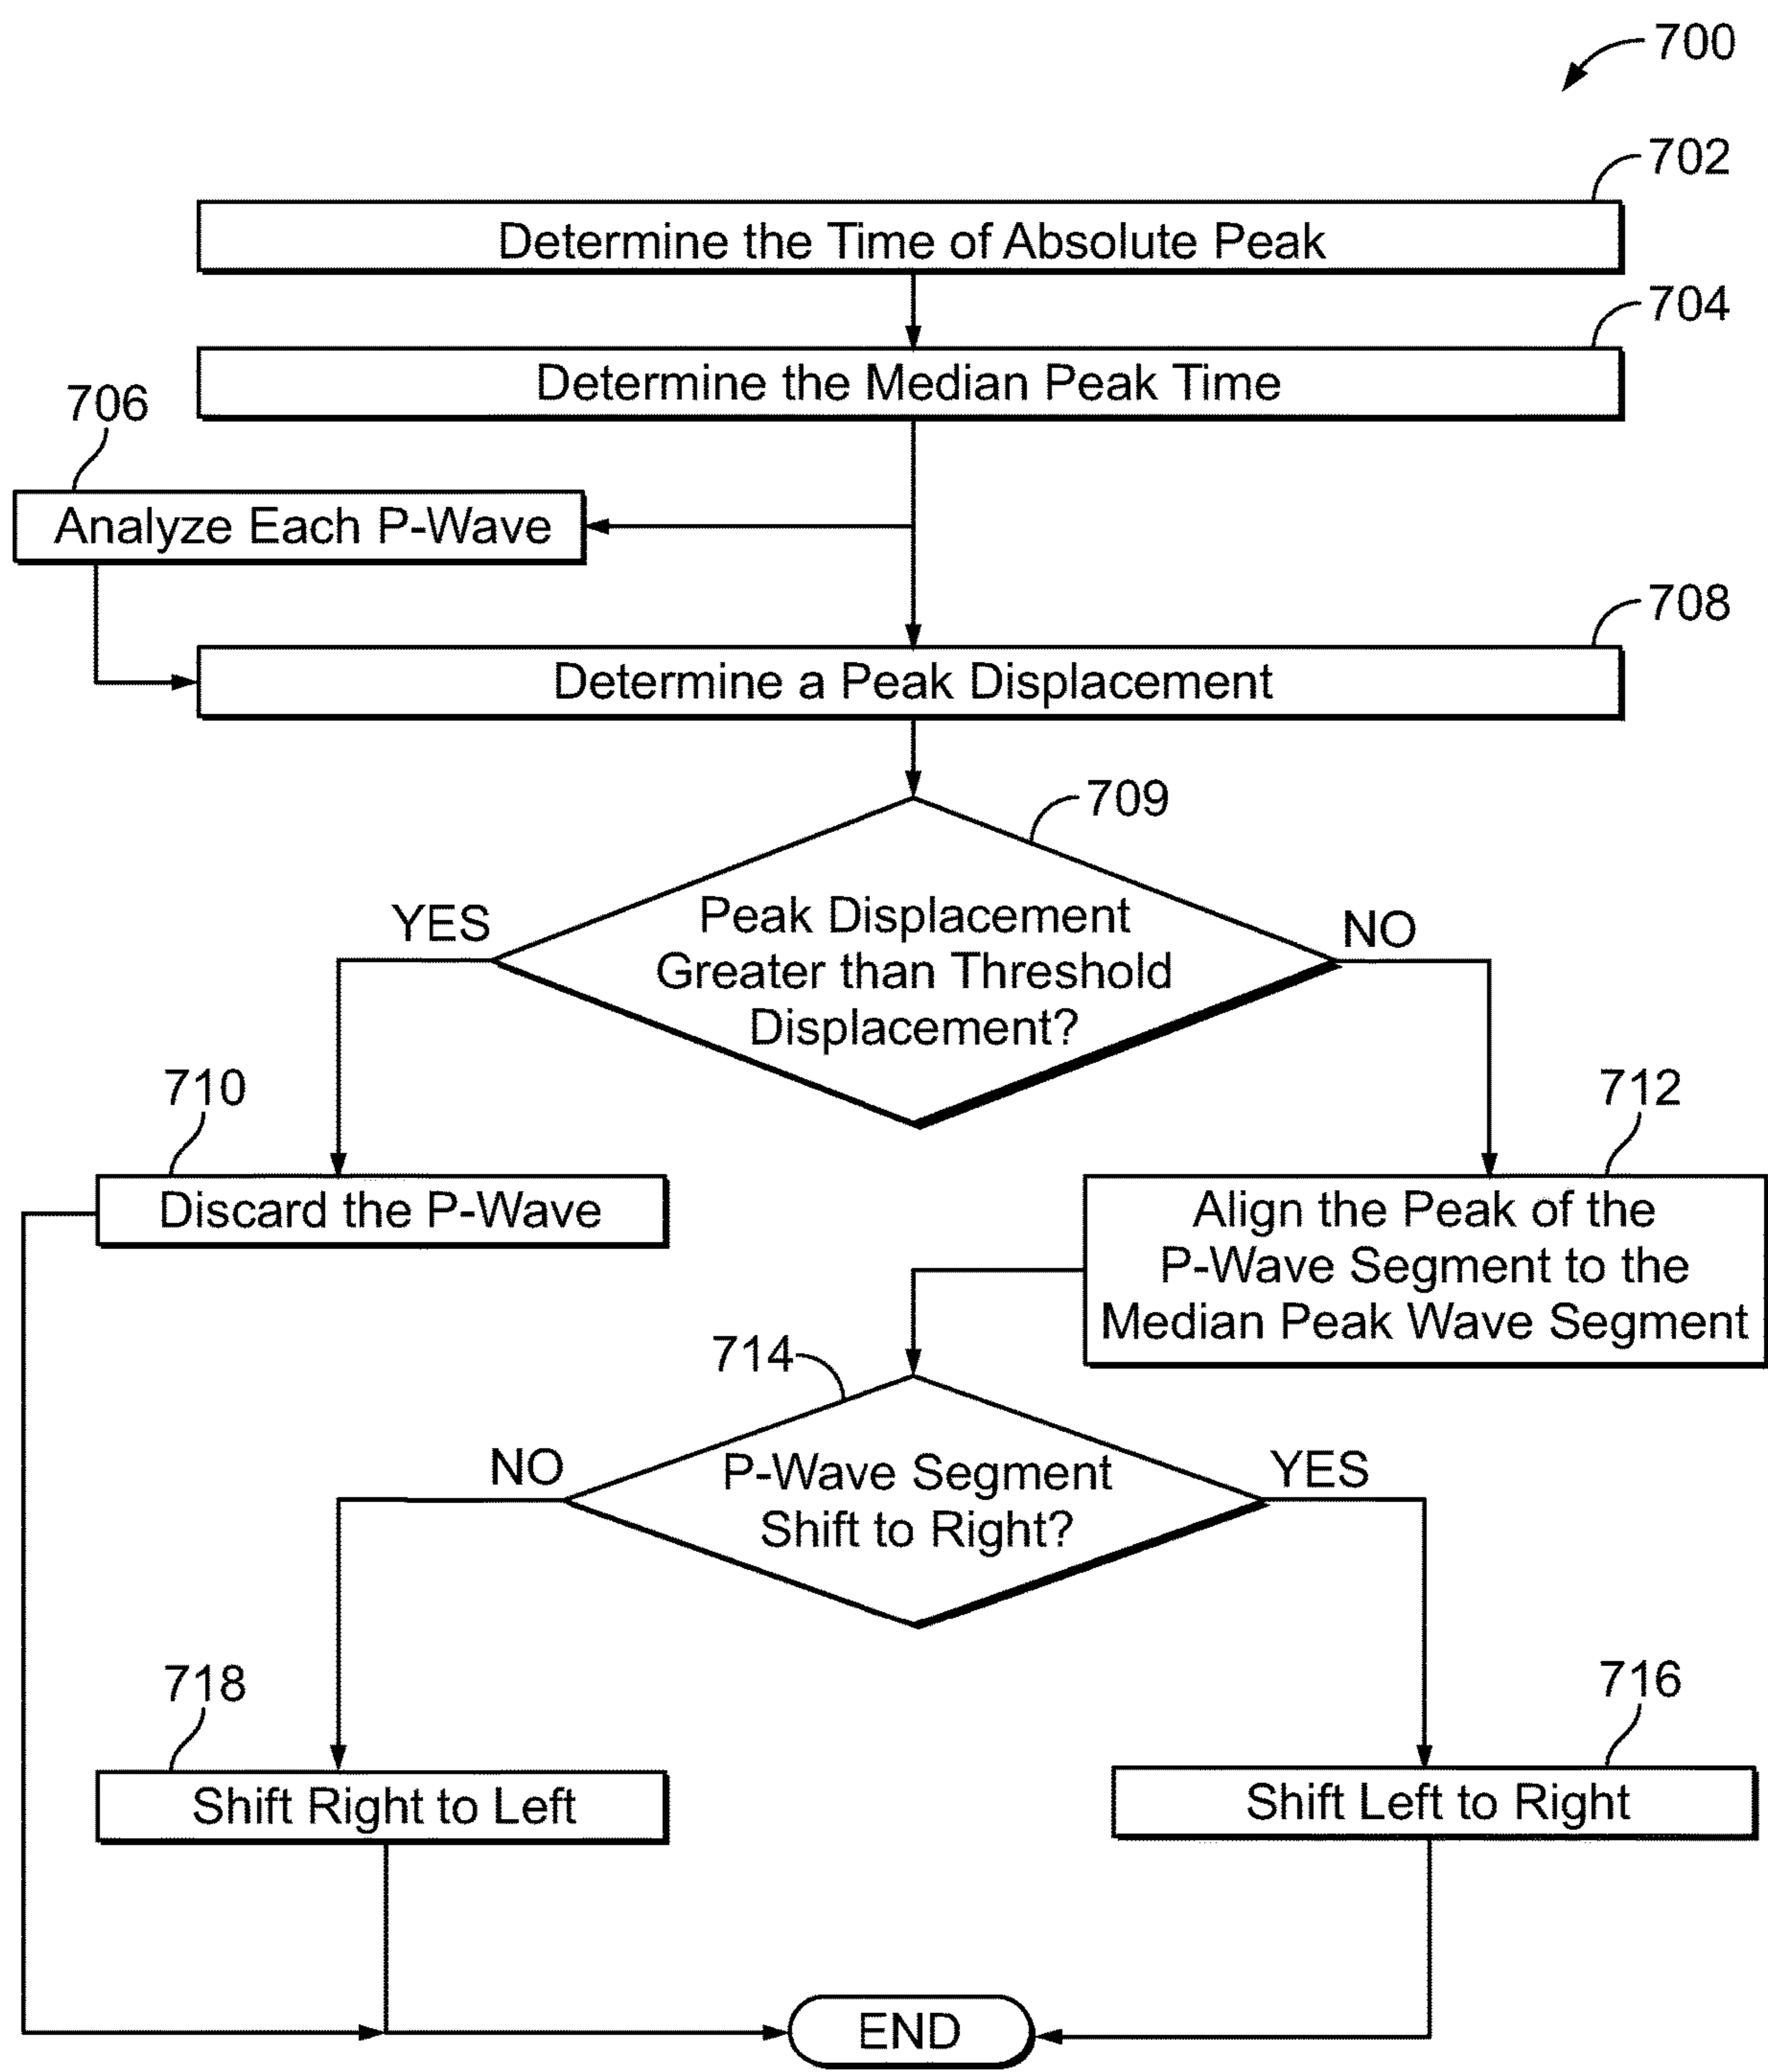 700
702
Determine the Time of Absolute Peak
704
Determine the Median Peak Time
706
Analyze Each P-Wave
708
Determine a Peak Displacement
709
YES
Peak Displacement
Greater than Threshold
Displacement?
NO
710
Discard the P-Wave
712
Align the Peak of the
P-Wave Segment to the
Median Peak Wave Segment
714
NO
P-Wave Segment
Shift to Right?
YES
718
Shift Right to Left
716
Shift Left to Right
END